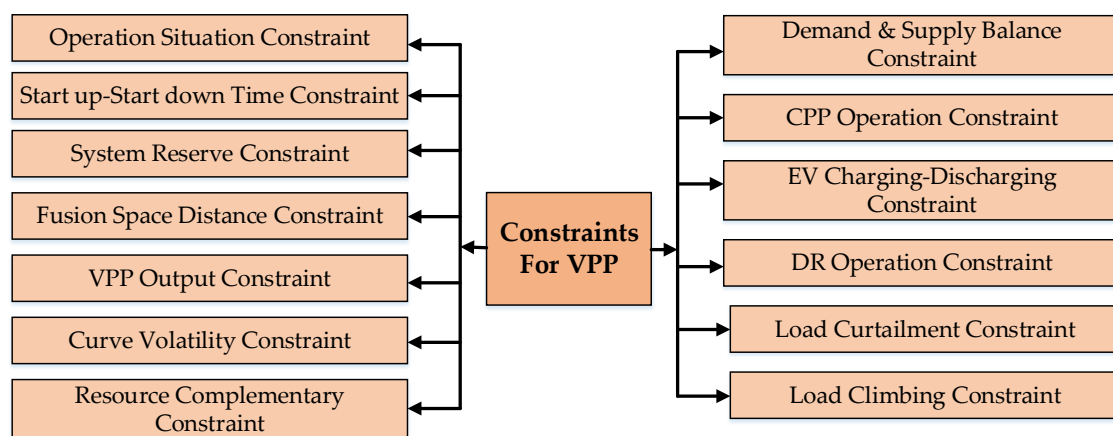 Operation Situation Constraint
Start up-Start down Time Constraint
System Reserve Constraint
Fusion Space Distance Constraint
VPP Output Constraint
Curve Volatility Constraint
Resource Complementary
Constraint
Constraints
For VPP
Demand & Supply Balance
Constraint
CPP Operation Constraint
EV Charging-Discharging
Constraint
DR Operation Constraint
Load Curtailment Constraint
Load Climbing Constraint